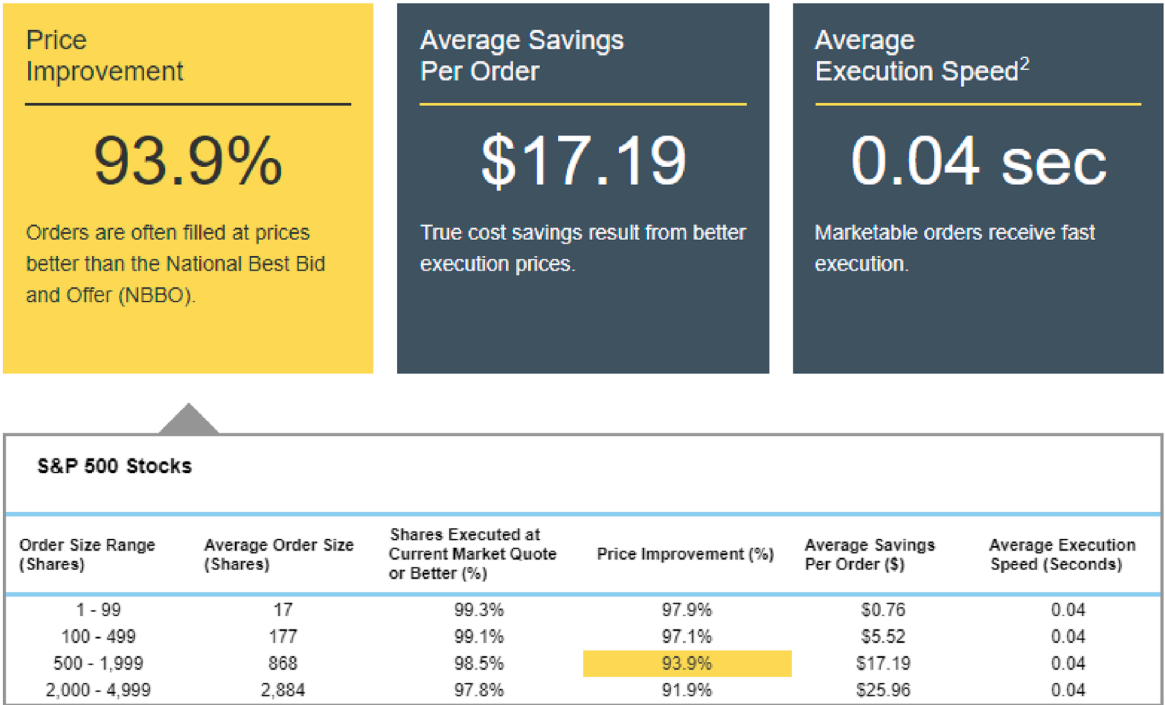 Price
Improvement
93.9%
Orders are often filled at prices
better than the National Best Bid
and Offer (NBBO).
Average Savings
Per Order
$17.19
True cost savings result from better
execution prices.
Average
Execution Speed²
0.04 sec
Marketable orders receive fast
execution.
S&P 500 Stocks
Order Size Range
(Shares)
Average Order Size
(Shares)
Shares Executed at
Current Market Quote
or Better (%)
Price Improvement (%)
Average Savings
Per Order ($)
Average Execution
Speed (Seconds)
1 - 99 17 99.3% 97.9% $0.76 0.04
100 - 499 177 99.1% 97.1% $5.52 0.04
500 - 1,999 868 98.5% 93.9% $17.19 0.04
2,000 - 4,999 2,884 97.8% 91.9% $25.96 0.04